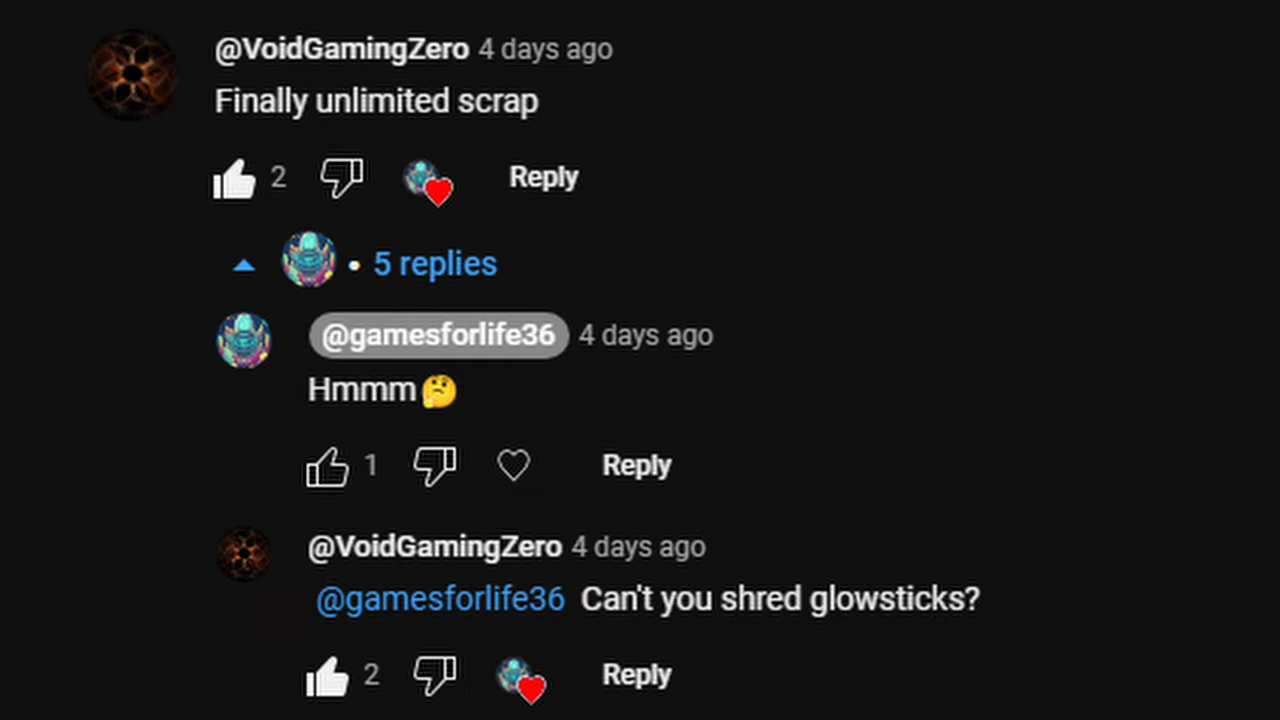 @VoidGamingZero 4 days ago
Finally unlimited scrap
2 Reply
5 replies
@gamesforlife36 4 days ago
Hmmm🤔
1 Reply
@VoidGamingZero 4 days ago
@gamesforlife36 Can't you shred glowsticks?
2 Reply